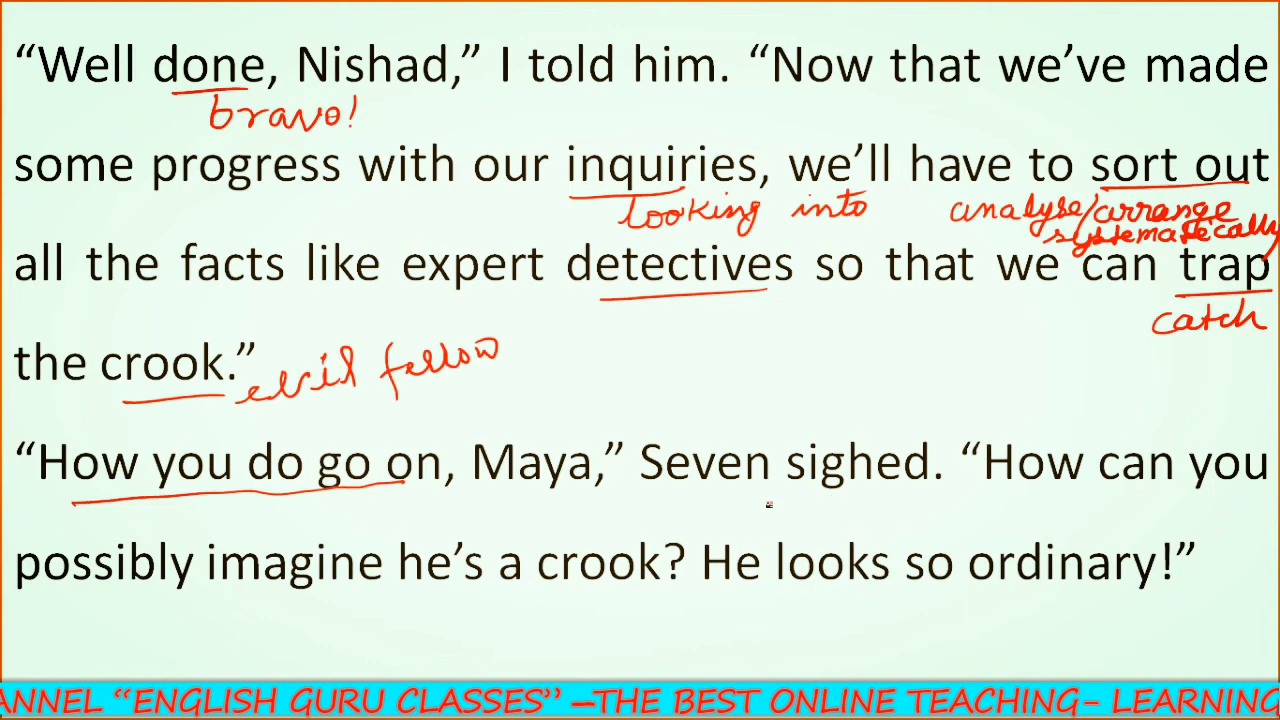 “Well done, Nishad,” I told him. “Now that we’ve made
bravo!
some progress with our inquiries, we’ll have to sort out
looking into analyse/arrange
systematically
all the facts like expert detectives so that we can trap
catch
the crook.” evil fellow
“How you do go on, Maya,” Seven sighed. “How can you
possibly imagine he’s a crook? He looks so ordinary!”
ANNEL “ENGLISH GURU CLASSES” –THE BEST ONLINE TEACHING- LEARNING